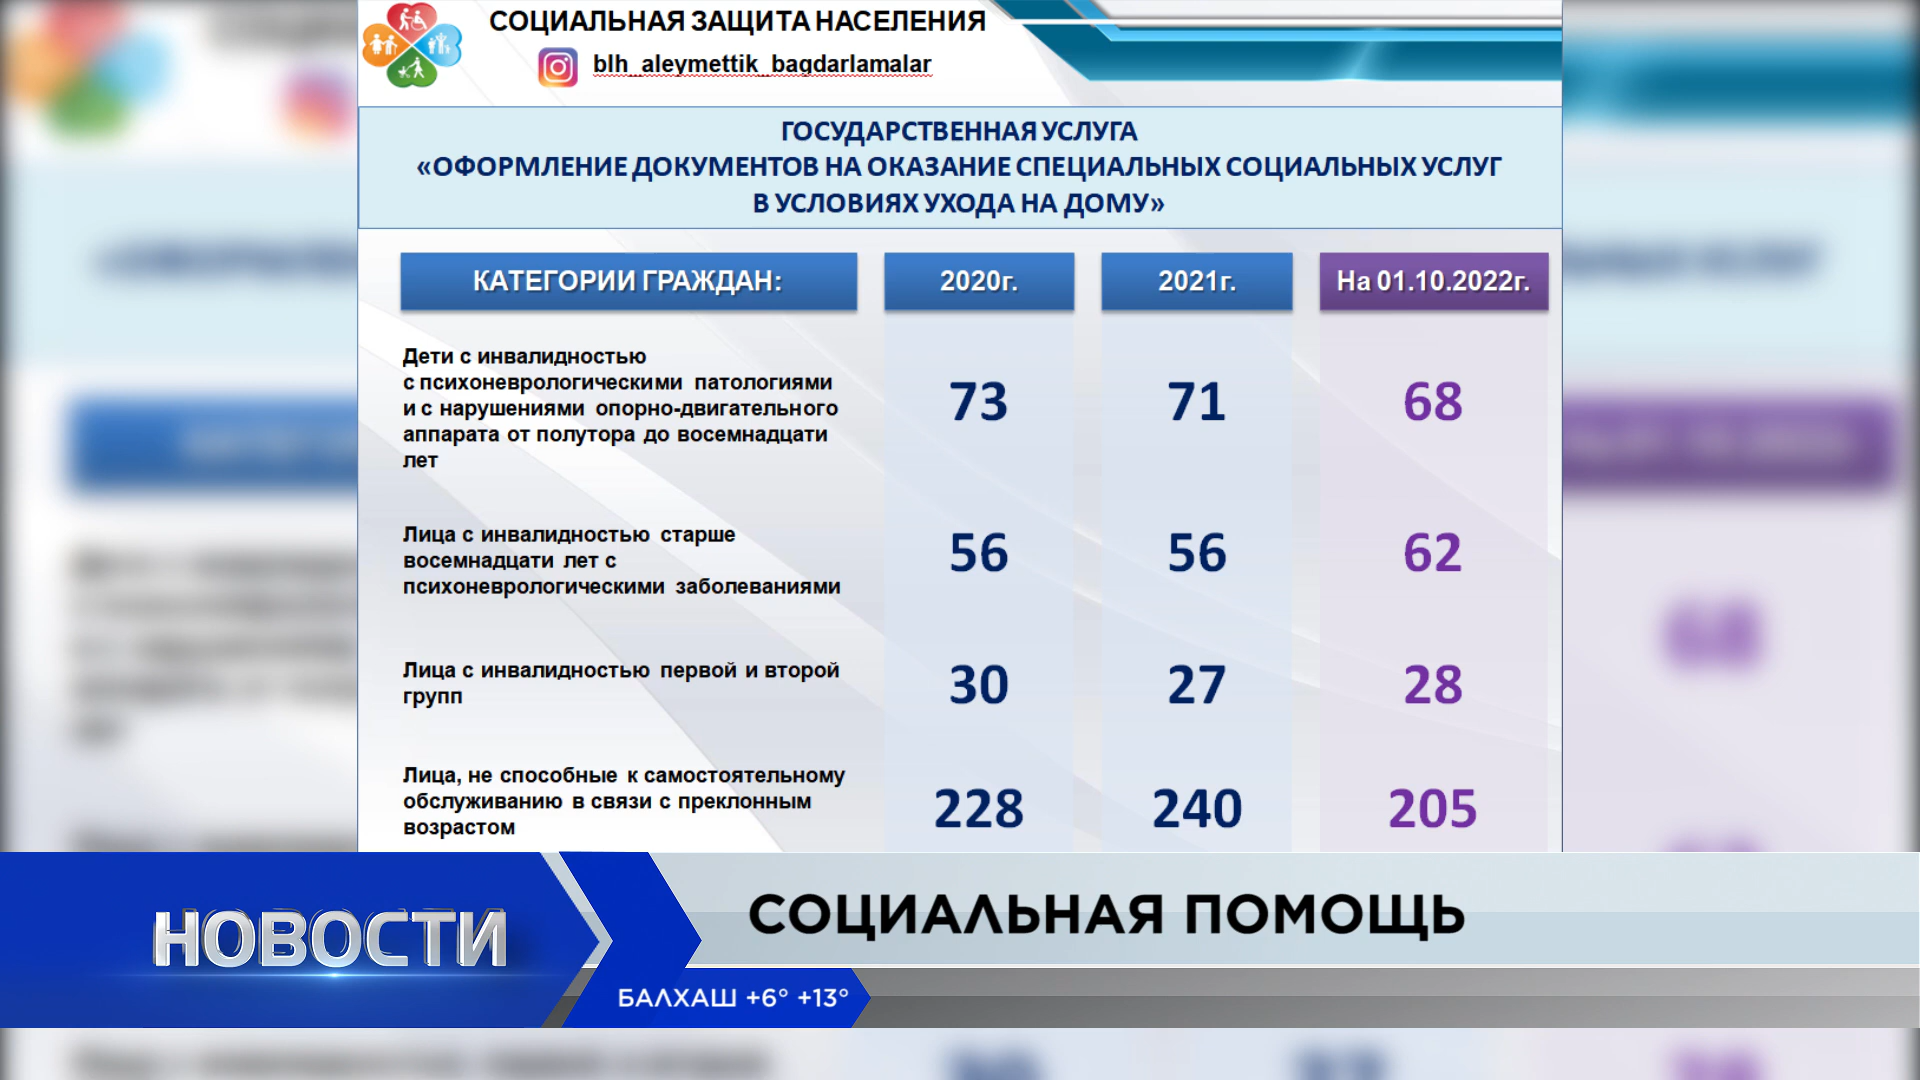 СОЦИАЛЬНАЯ ЗАЩИТА НАСЕЛЕНИЯ
blh_aleymettik_bagdarlamalar
ГОСУДАРСТВЕННАЯ УСЛУГА
«ОФОРМЛЕНИЕ ДОКУМЕНТОВ НА ОКАЗАНИЕ СПЕЦИАЛЬНЫХ СОЦИАЛЬНЫХ УСЛУГ
В УСЛОВИЯХ УХОДА НА ДОМУ»
КАТЕГОРИИ ГРАЖДАН: 2020г. 2021г. На 01.10.2022г.
Дети с инвалидностью
с психоневрологическими патологиями
и с нарушениями опорно-двигательного
аппарата от полутора до восемнадцати
лет
73 71 68
Лица с инвалидностью старше
восемнадцати лет с
психоневрологическими заболеваниями
56 56 62
Лица с инвалидностью первой и второй
групп
30 27 28
Лица, не способные к самостоятельному
обслуживанию в связи с преклонным
возрастом
228 240 205
НОВОСТИ
СОЦИАЛЬНАЯ ПОМОЩЬ
БАЛХАШ +6° +13°